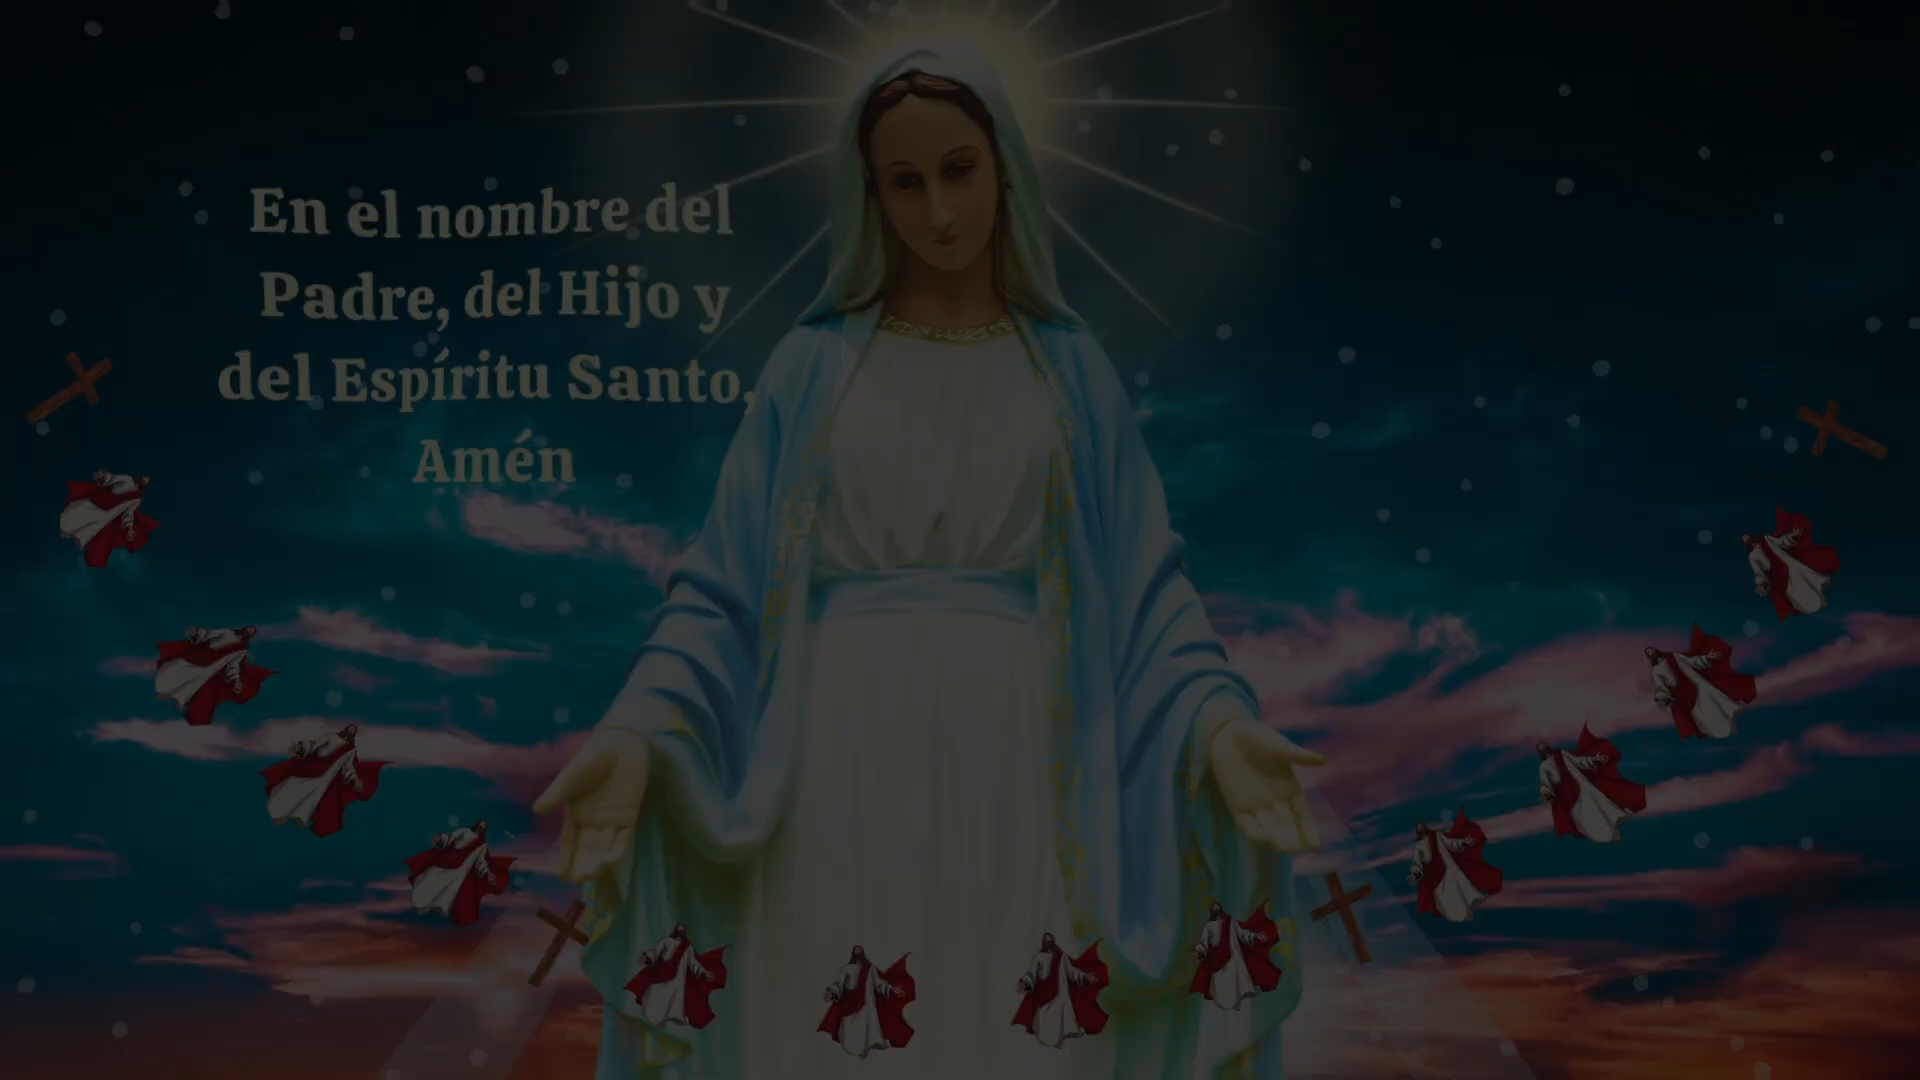 En el nombre del
Padre, del Hijo y
del Espíritu Santo.
Amén